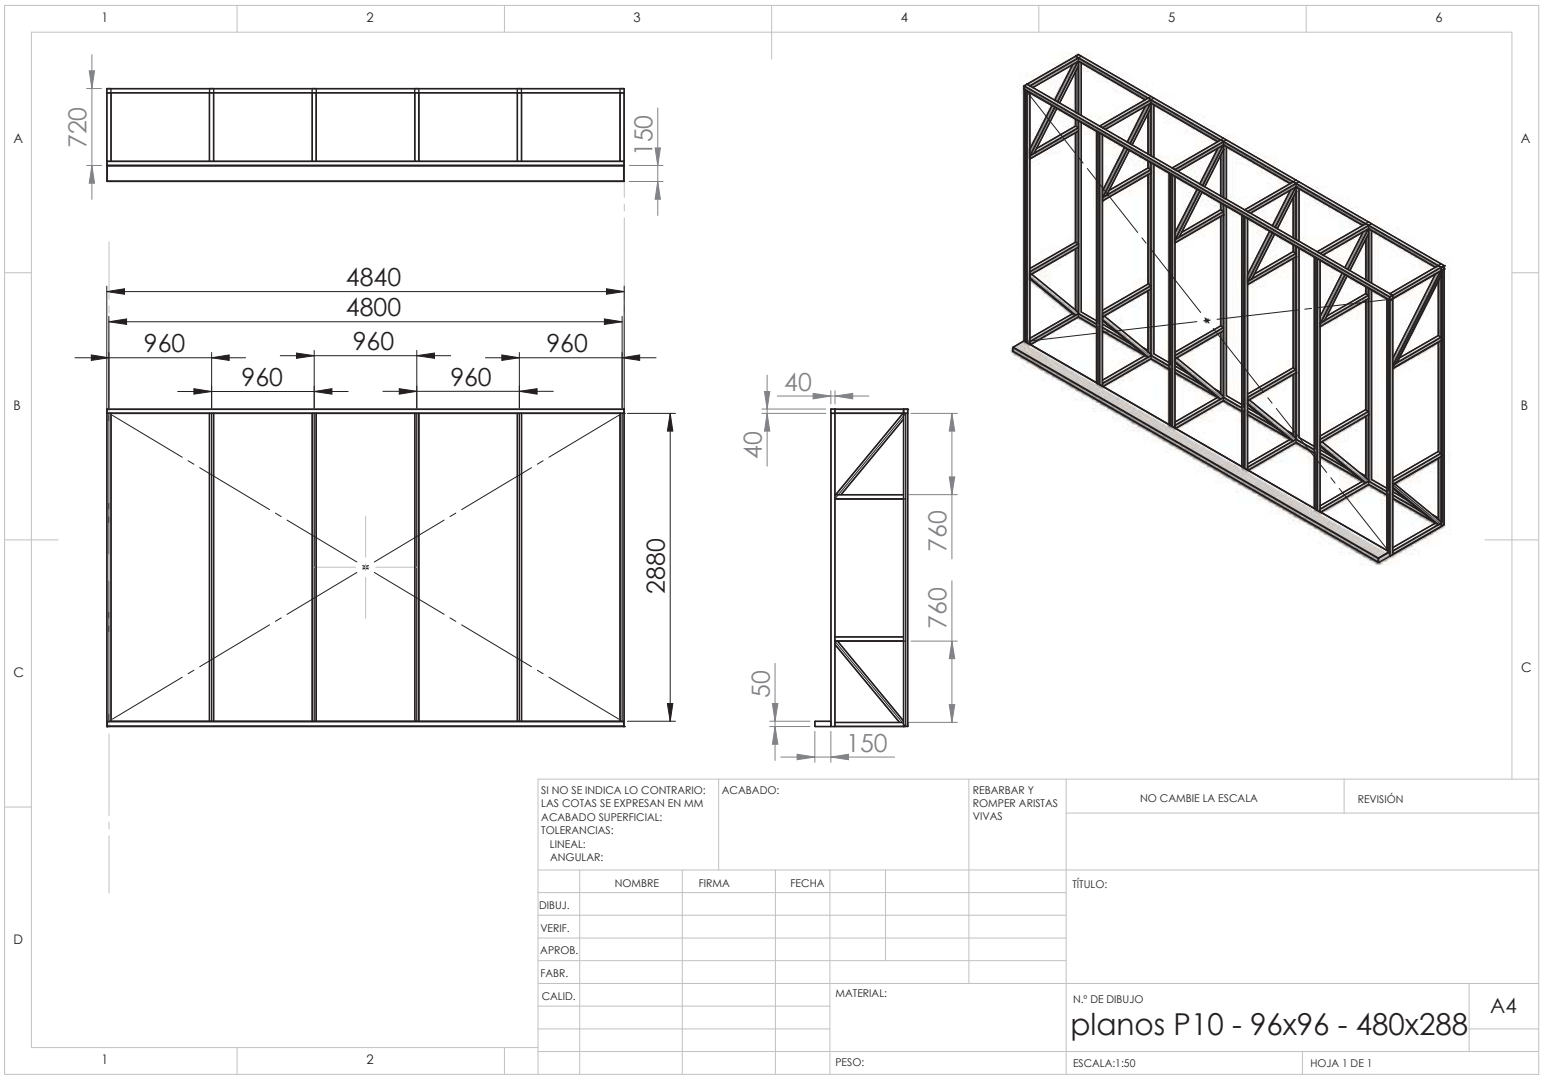 1 2 3 4 5 6
A A
720
150
4840
B B
4800
960 960 960
960 960
40
40
B B
760
2880
760
C C
50
150
SI NO SE INDICA LO CONTRARIO:
LAS COTAS SE EXPRESAN EN MM
ACABADO SUPERFICIAL:
TOLERANCIAS:
LINEAL:
ANGULAR:
ACABADO:
REBARBAR Y
ROMPER ARISTAS
VIVAS
NO CAMBIE LA ESCALA
REVISIÓN
NOMBRE FIRMA FECHA
TÍTULO:
DIBUJ.
VERIF.
APROB.
FABR.
CALID.
D
MATERIAL:
N.º DE DIBUJO
planos P10 - 96x96 - 480x288
A4
PESO:
ESCALA:1:50
HOJA 1 DE 1
1 2